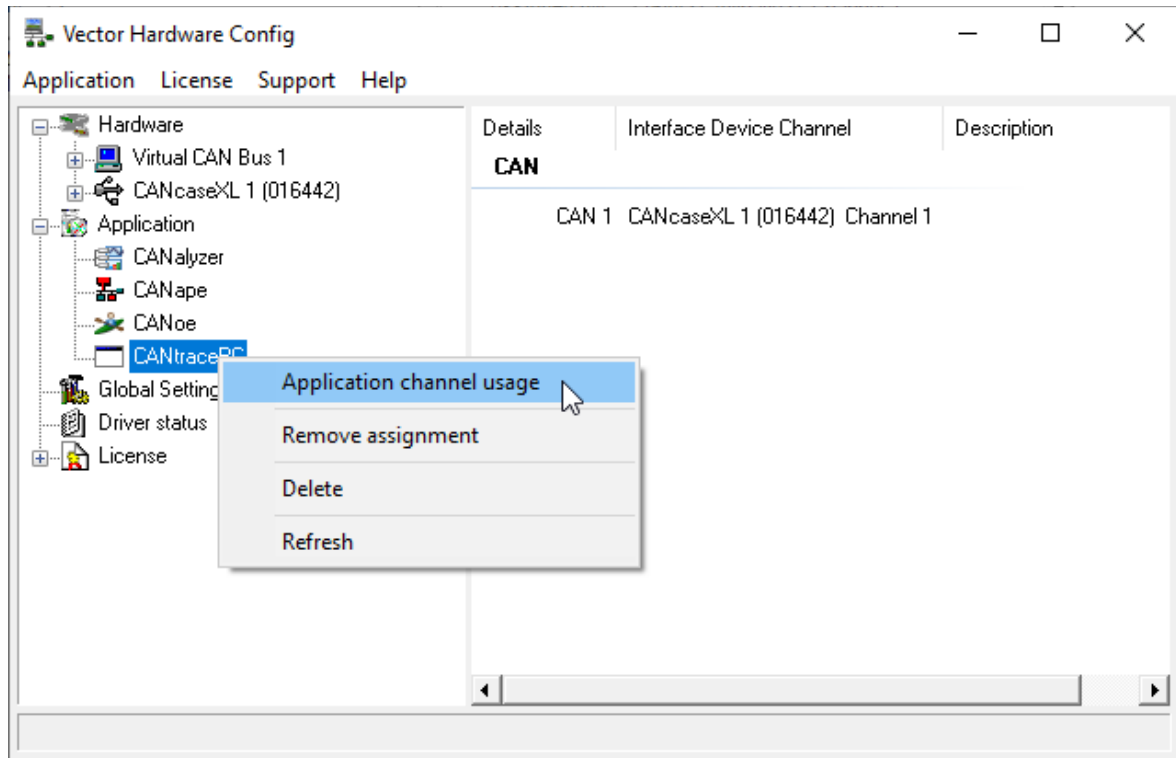 Vector Hardware Config
Application License Support Help
Hardware
Virtual CAN Bus 1
CANcaseXL 1 (016442)
Application
CANalyzer
CANape
CANoe
CANtracePC
Global Setting
Driver status
License
Details Interface Device Channel Description
CAN
CAN 1 CANcaseXL 1 (016442) Channel 1
Application channel usage
Remove assignment
Delete
Refresh